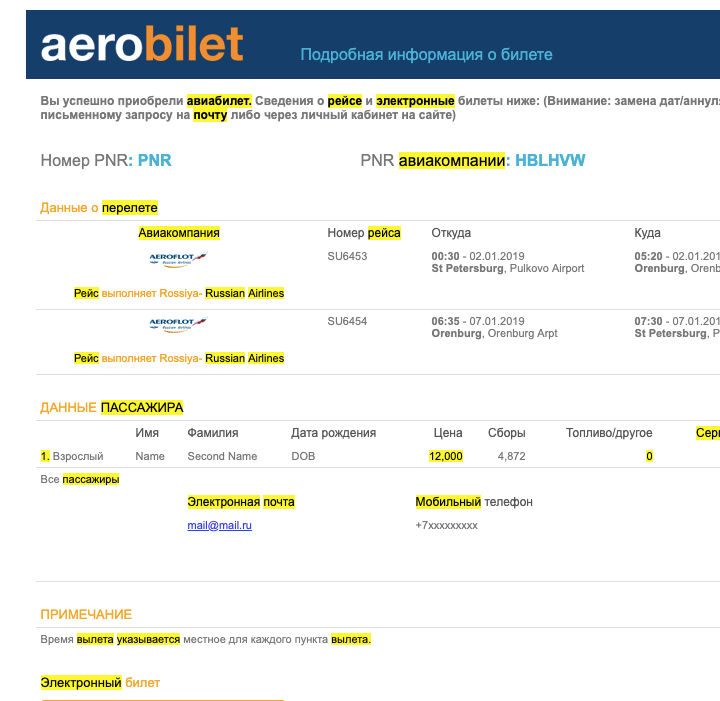 aerobilet
Подробная информация о билете
Вы успешно приобрели авиабилет. Сведения о рейсе и электронные билеты ниже: (Внимание: замена дат/аннул
письменному запросу на почту либо через личный кабинет на сайте)
Номер PNR: PNR PNR авиакомпании: HBLHVW
Данные о перелете
Авиакомпания Номер рейса Откуда Куда
AEROFLOT SU6453 00:30 - 02.01.2019 05:20 - 02.01.201
Russian Airlines St Petersburg, Pulkovo Airport Orenburg, Orenb
Рейс выполняет Rossiya- Russian Airlines
AEROFLOT SU6454 06:35 - 07.01.2019 07:30 - 07.01.201
Russian Airlines Orenburg, Orenburg Arpt St Petersburg, P
Рейс выполняет Rossiya- Russian Airlines
ДАННЫЕ ПАССАЖИРА
Имя Фамилия Дата рождения Цена Сборы Топливо/другое Серв
1. Взрослый Name Second Name DOB 12,000 4,872 0
Все пассажиры
Электронная почта Мобильный телефон
mail@mail.ru +7xxxxxxxxx
ПРИМЕЧАНИЕ
Время вылета указывается местное для каждого пункта вылета.
Электронный билет